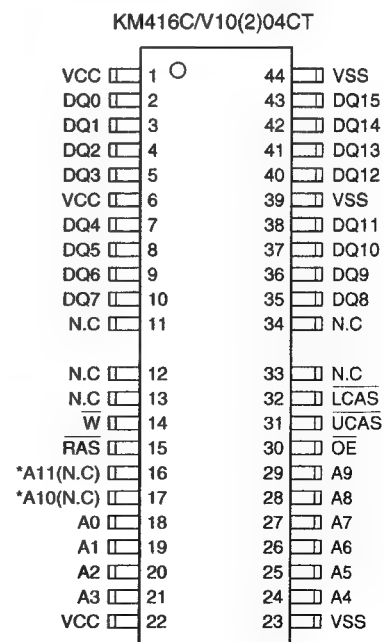 KM416C/V10(2)04CT
VCC 1 44 VSS
DQ0 2 43 DQ15
DQ1 3 42 DQ14
DQ2 4 41 DQ13
DQ3 5 40 DQ12
VCC 6 39 VSS
DQ4 7 38 DQ11
DQ5 8 37 DQ10
DQ6 9 36 DQ9
DQ7 10 35 DQ8
N.C 11 34 N.C
N.C 12 33 N.C
N.C 13 32 L̅C̅A̅S̅
W̅ 14 31 U̅C̅A̅S̅
R̅A̅S̅ 15 30 O̅E̅
*A11(N.C) 16 29 A9
*A10(N.C) 17 28 A8
A0 18 27 A7
A1 19 26 A6
A2 20 25 A5
A3 21 24 A4
VCC 22 23 VSS